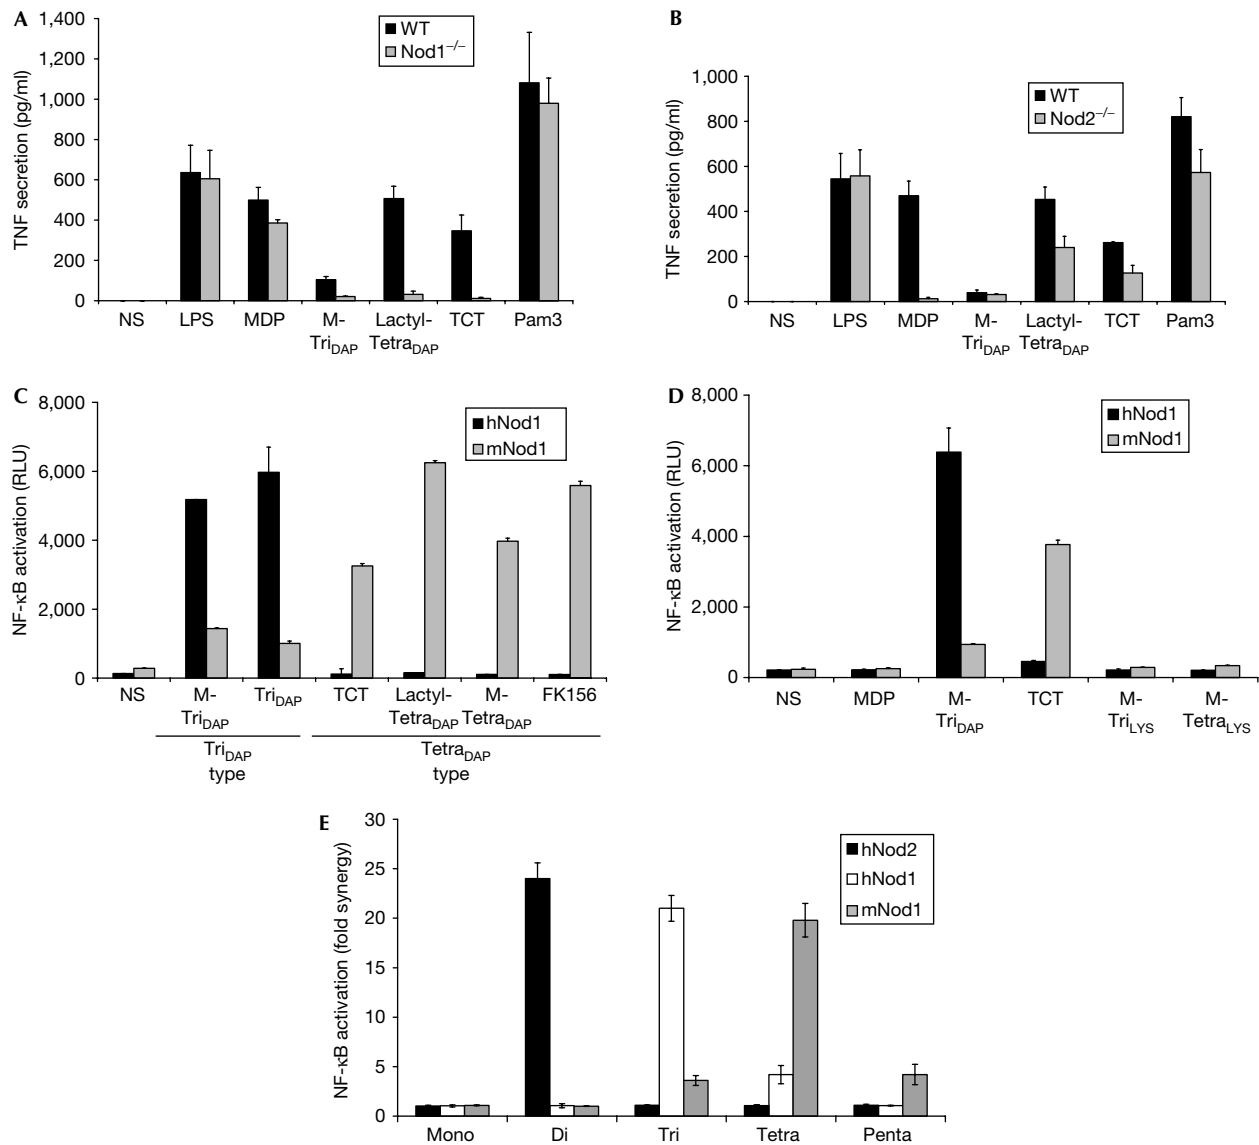 A
TNF secretion (pg/ml)
1,400
1,200
1,000
800
600
400
200
0
WT
Nod1−/−
NS LPS MDP M- Lactyl- TCT Pam3
TriDAP TetraDAP
B
TNF secretion (pg/ml)
1,000
800
600
400
200
0
WT
Nod2−/−
NS LPS MDP M- Lactyl- TCT Pam3
TriDAP TetraDAP
C
NF-κB activation (RLU)
8,000
6,000
4,000
2,000
0
hNod1
mNod1
NS M- TriDAP TCT Lactyl- M- FK156
TriDAP TetraDAP TetraDAP
TriDAP TetraDAP
type type
D
NF-κB activation (RLU)
8,000
6,000
4,000
2,000
0
hNod1
mNod1
NS MDP M- TCT M- M-
TriDAP TriLYS TetraLYS
E
NF-κB activation (fold synergy)
30
25
20
15
10
5
0
hNod2
hNod1
mNod1
Mono Di Tri Tetra Penta